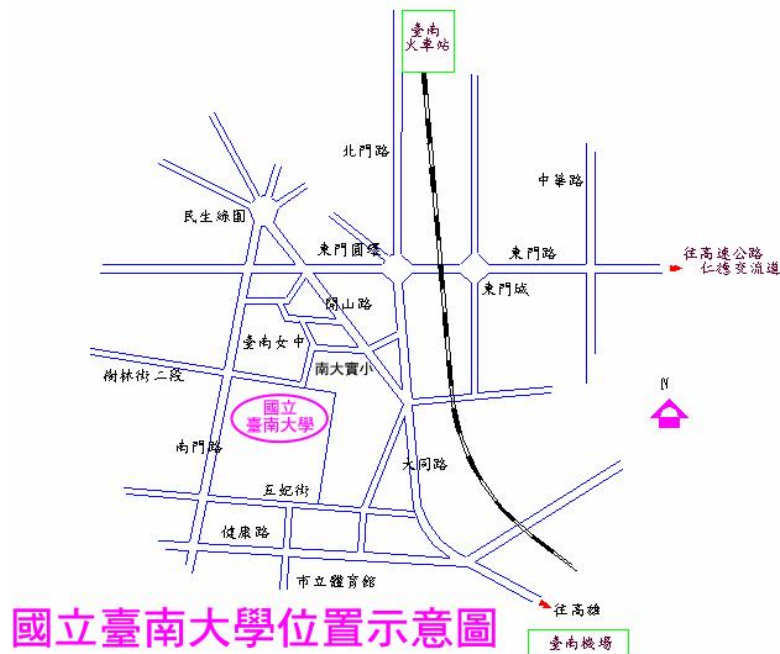 臺南
火車站
北門路
中華路
民生綠園
東門圓環
東門路
往高速公路
仁德交流道
東門城
開山路
臺南女中
南大實小
樹林街二段
N
國立
臺南大學
南門路
大同路
五妃街
健康路
市立體育館
往高雄
國立臺南大學位置示意圖
臺南機場